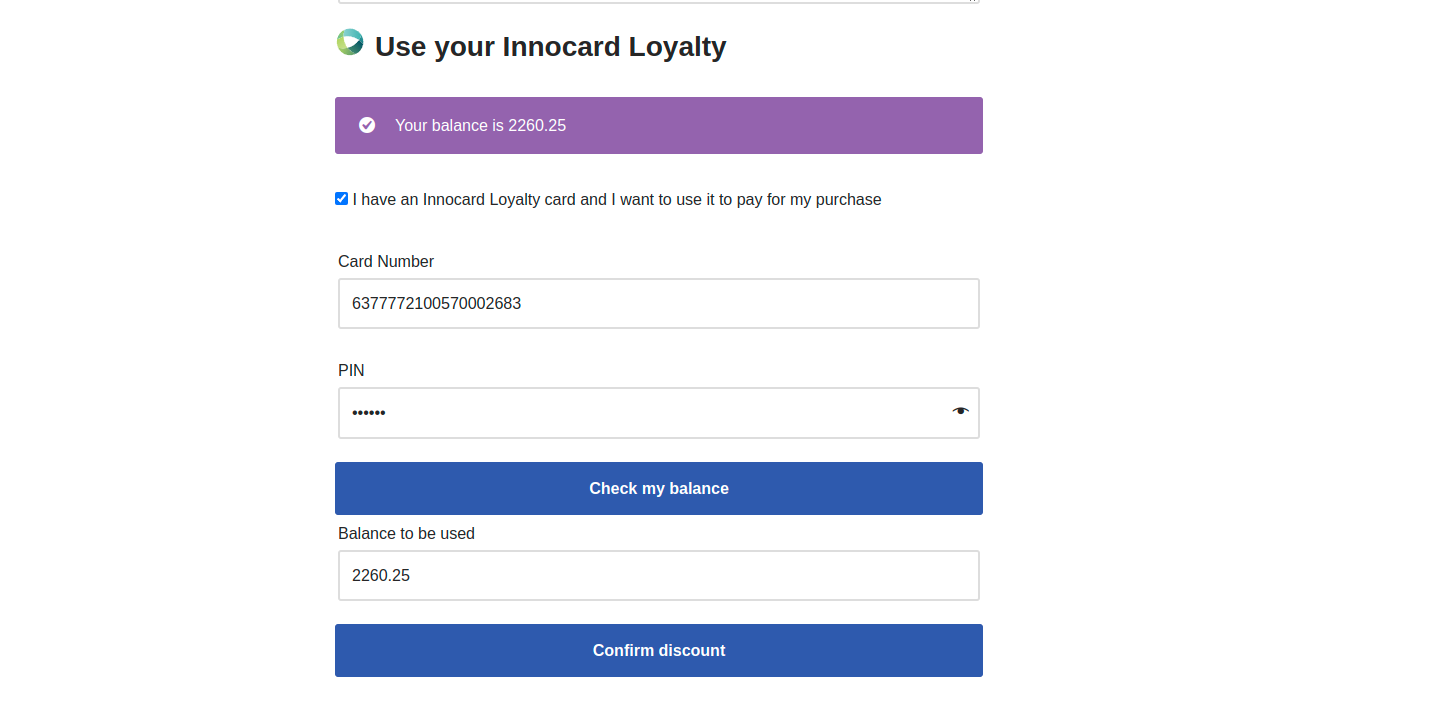 Use your Innocard Loyalty
Your balance is 2260.25
I have an Innocard Loyalty card and I want to use it to pay for my purchase
Card Number
6377772100570002683
PIN
••••••
Check my balance
Balance to be used
2260.25
Confirm discount